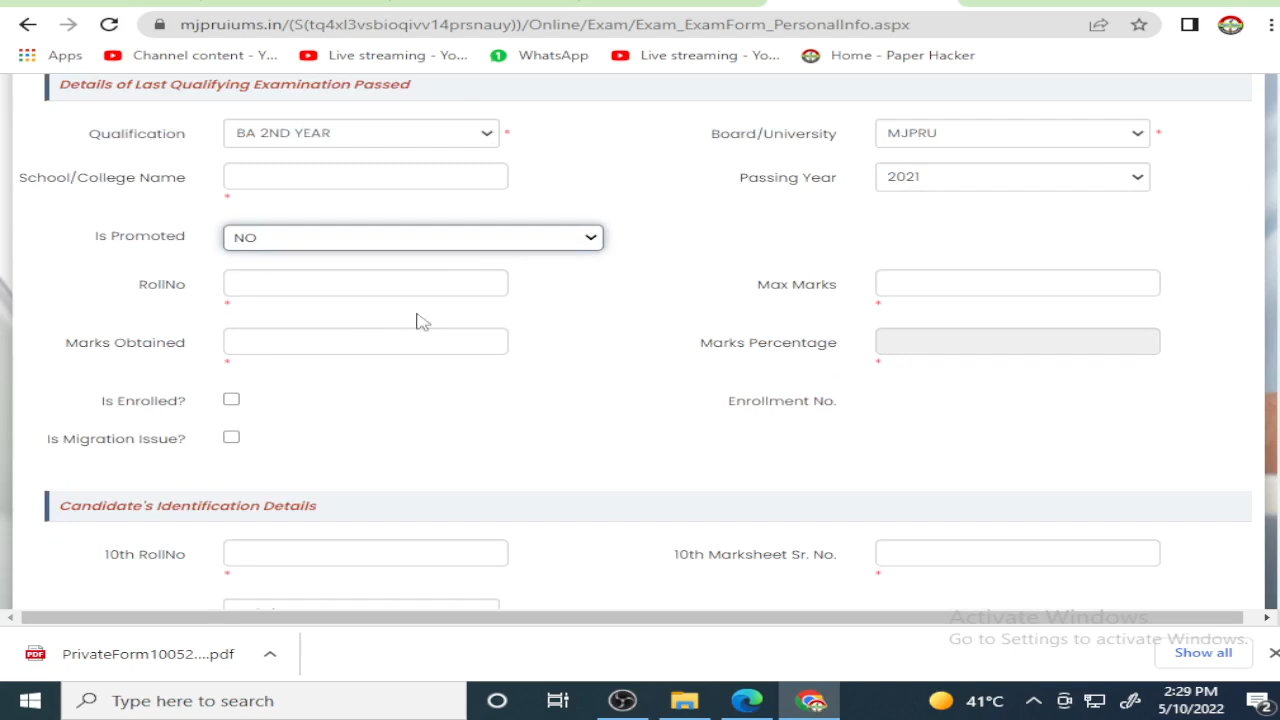 mjpruiums.in/(S(tq4xl3vsbioqivv14prsnauy))/Online/Exam/Exam_ExamForm_PersonalInfo.aspx
Apps Channel content - Y... Live streaming - Yo... WhatsApp Live streaming - Yo... Home - Paper Hacker
Details of Last Qualifying Examination Passed
Qualification BA 2ND YEAR * Board/University MJPRU *
School/College Name Passing Year 2021
*
Is Promoted NO
RollNo Max Marks
* *
Marks Obtained Marks Percentage
* *
Is Enrolled? Enrollment No.
Is Migration Issue?
Candidate's Identification Details
10th RollNo 10th Marksheet Sr. No.
* *
Activate Windows
Go to Settings to activate Windows.
PDF PrivateForm10052....pdf Show all
Type here to search 41°C 2:29 PM
5/10/2022 2